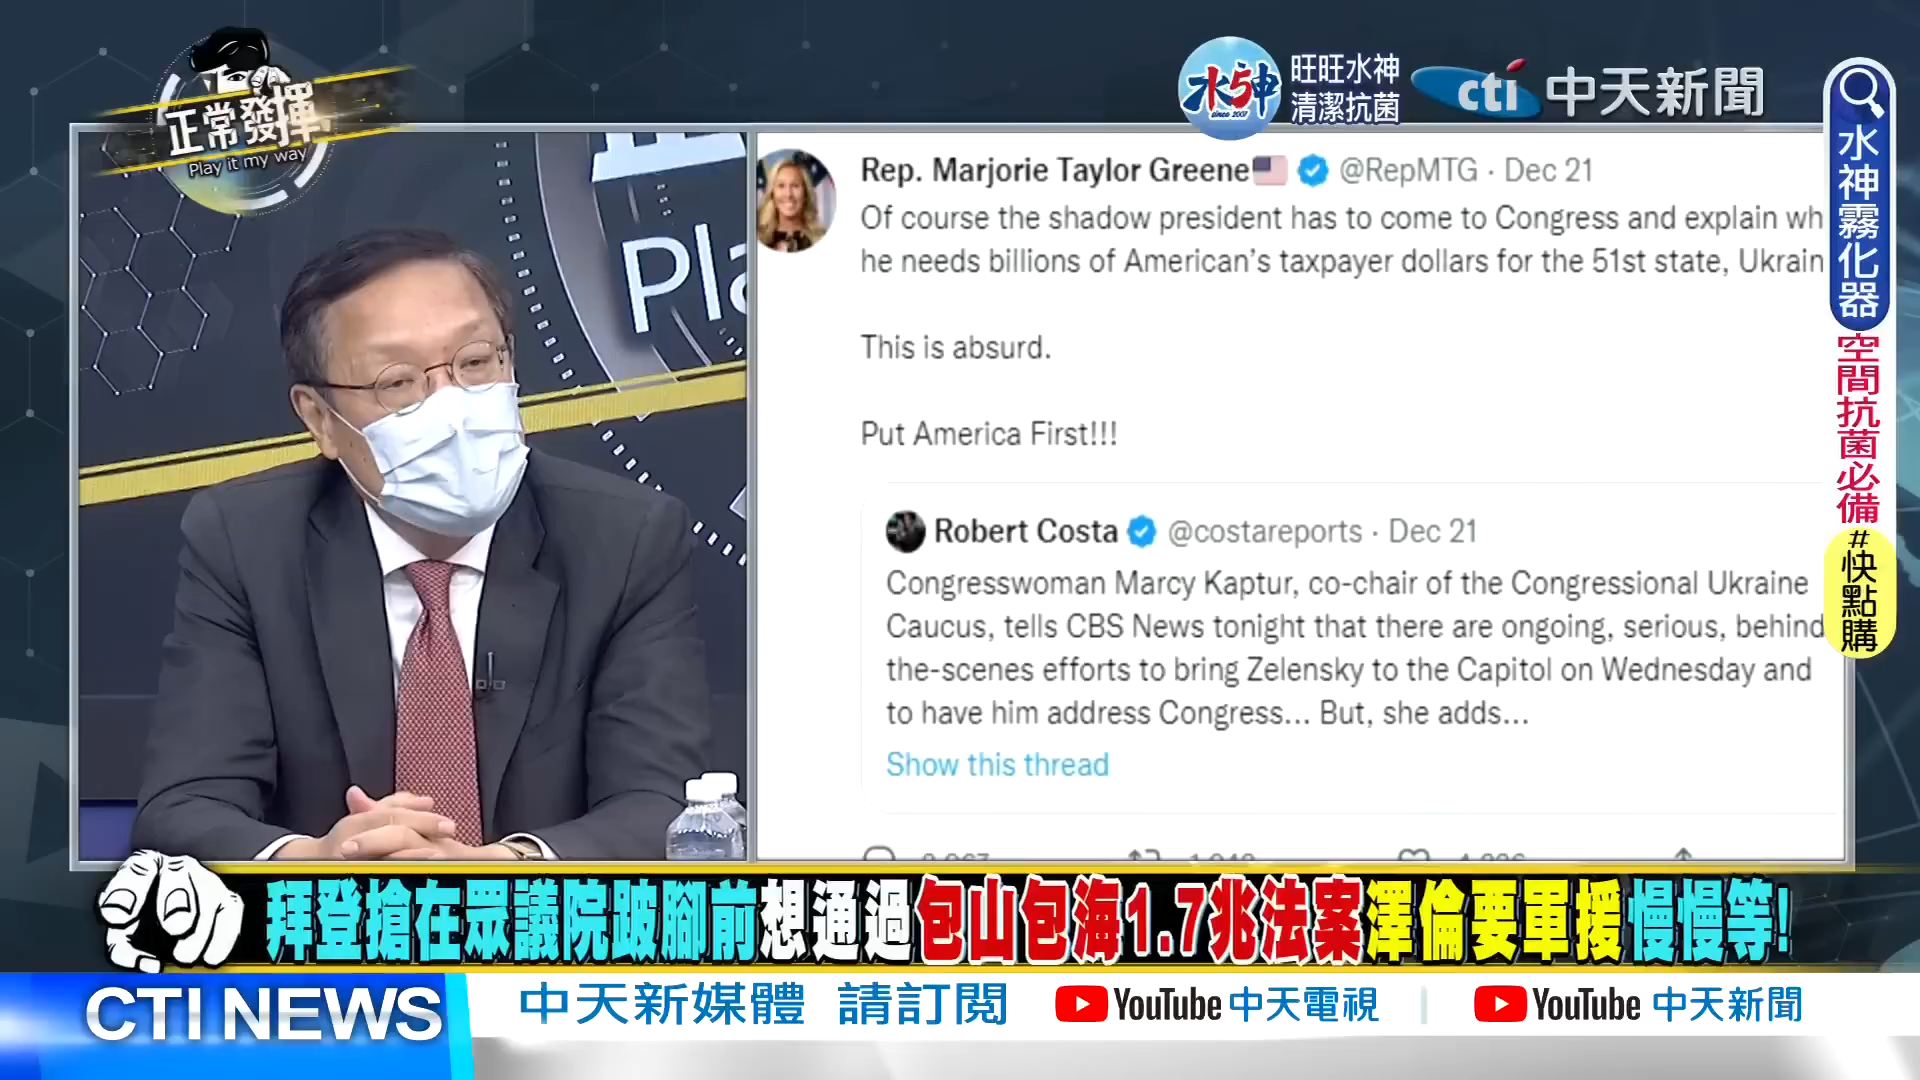 正常發揮
Play it my way
水神
since 2007
旺旺水神
清潔抗菌
cti 中天新聞
水神霧化器
空間抗菌必備
#快點購
Pla
Rep. Marjorie Taylor Greene @RepMTG · Dec 21
Of course the shadow president has to come to Congress and explain wh
he needs billions of American's taxpayer dollars for the 51st state, Ukrain
This is absurd.
Put America First!!!
Robert Costa @costareports · Dec 21
Congresswoman Marcy Kaptur, co-chair of the Congressional Ukraine
Caucus, tells CBS News tonight that there are ongoing, serious, behind
the-scenes efforts to bring Zelensky to the Capitol on Wednesday and
to have him address Congress... But, she adds...
Show this thread
拜登搶在眾議院跛腳前想通過包山包海1.7兆法案澤倫要軍援慢慢等!
CTI NEWS
中天新媒體 請訂閱 YouTube 中天電視 | YouTube 中天新聞